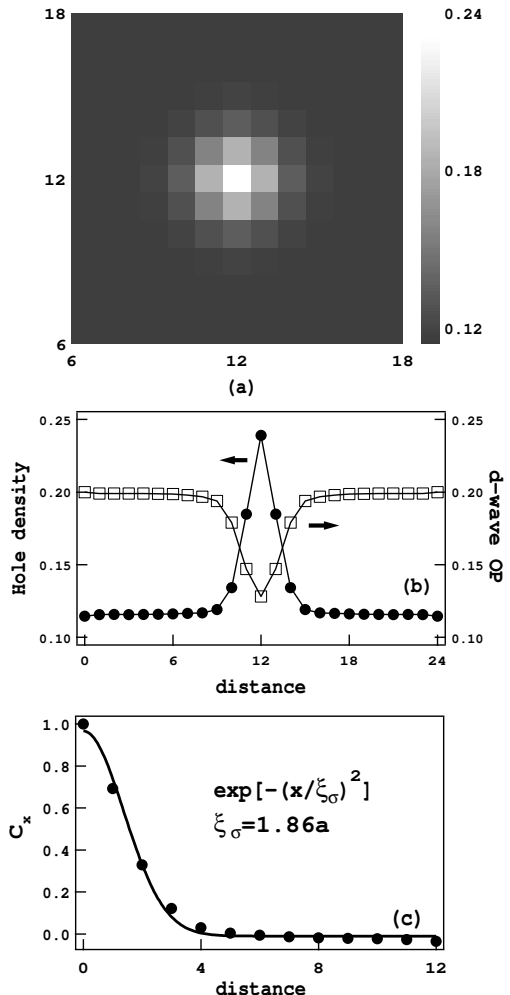 18
0.24
12
0.18
6
0.12
6 12 18
(a)
0.25 0.25
0.20 0.20
0.15 0.15
0.10 0.10
Hole density
d-wave OP
(b)
0 6 12 18 24
distance
1.0
0.8
0.6
0.4
0.2
0.0
Cₓ
exp[-(x/ξσ)²]
ξσ=1.86a
(c)
0 4 8 12
distance